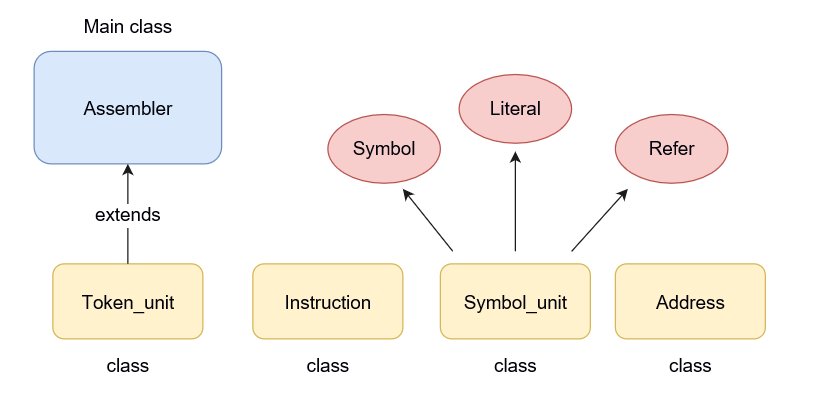 Main class
Assembler
Symbol
Literal
Refer
extends
Token_unit
Instruction
Symbol_unit
Address
class
class
class
class